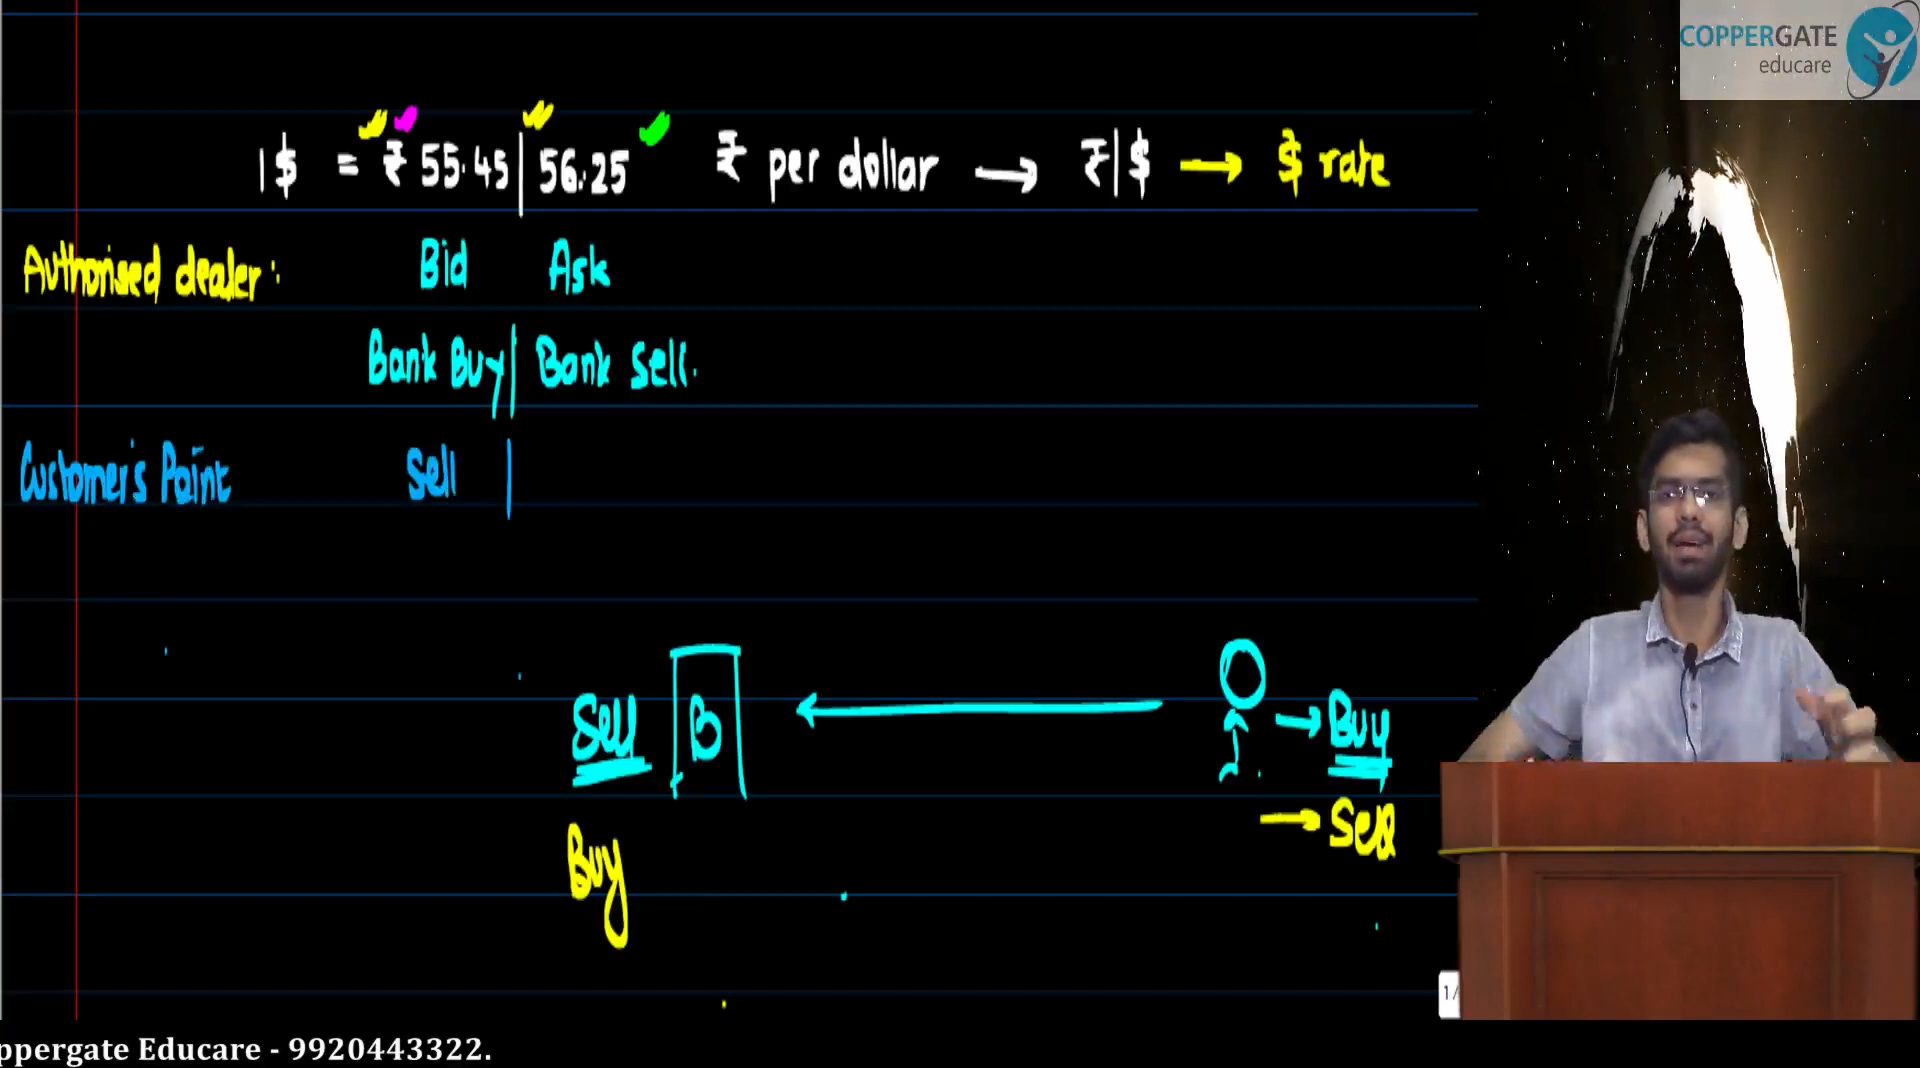 COPPERGATE
educare
1$ = ₹ 55.45 | 56.25 ₹ per dollar → ₹|$ → $ rate
Authorised dealer: Bid Ask
Bank Buy | Bank Sell.
Customer's Point Sell |
Sell B → Buy
→ Sell
Buy
1/
ppergate Educare - 9920443322.